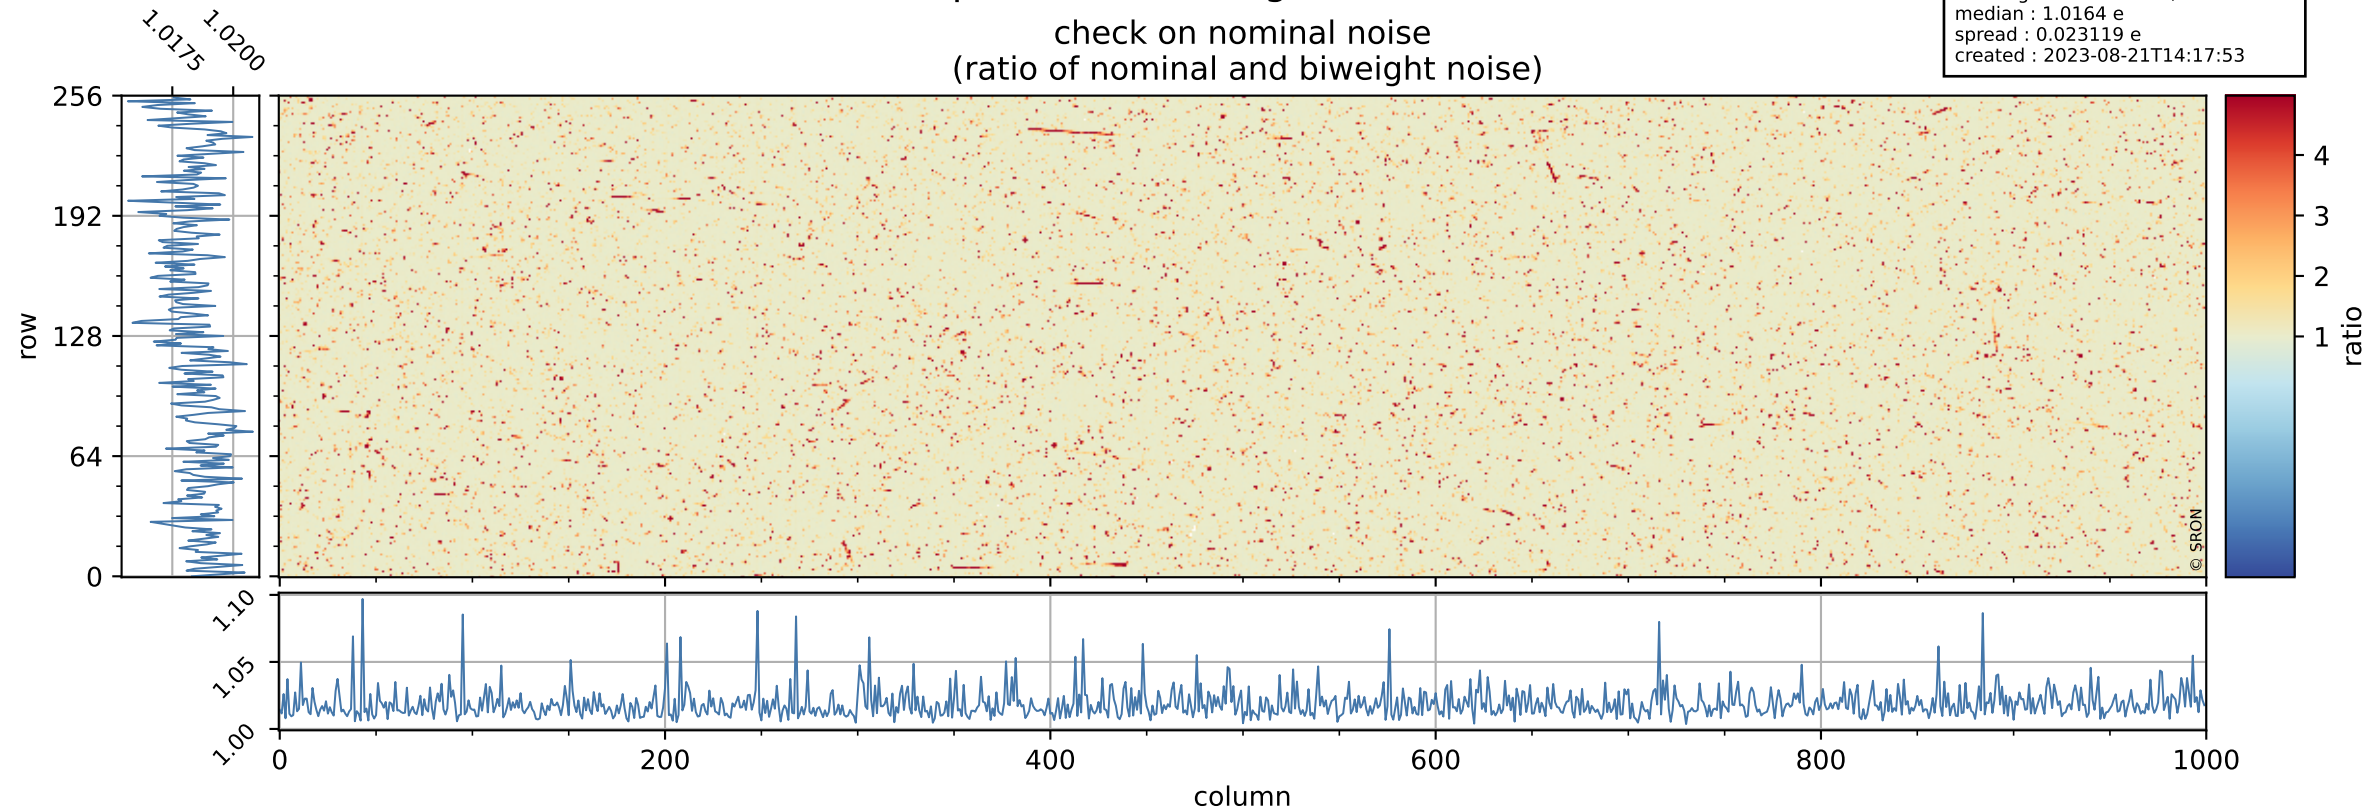 check on nominal noise
(ratio of nominal and biweight noise)
median : 1.0164 e
spread : 0.023119 e
created : 2023-08-21T14:17:53
1.0175
1.0200
256
192
128
64
0
row
4
3
2
1
ratio
© SRON
1.10
1.05
1.00
0
200
400
600
800
1000
column